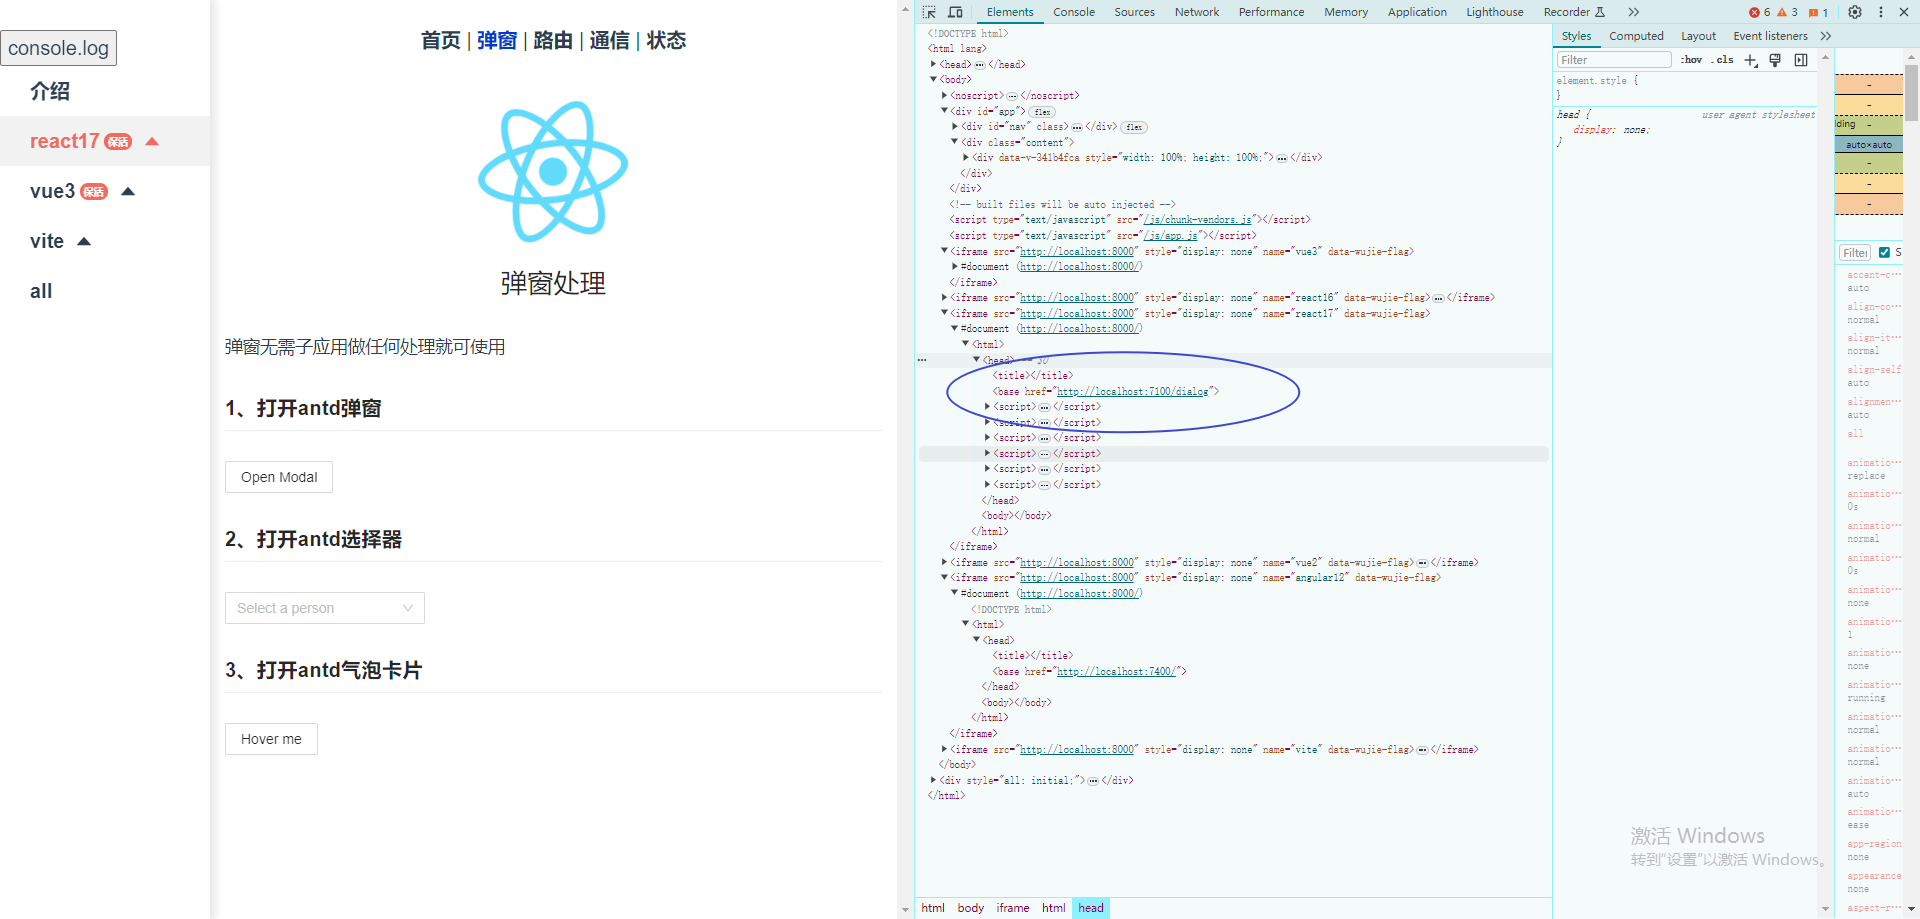 console.log
介绍
react17 保活
vue3 保活
vite
all
首页 | 弹窗 | 路由 | 通信 | 状态
弹窗处理
弹窗无需子应用做任何处理就可使用
1、打开antd弹窗
Open Modal
2、打开antd选择器
Select a person
3、打开antd气泡卡片
Hover me
Elements Console Sources Network Performance Memory Application Lighthouse Recorder 6 3 1
<!DOCTYPE html>
<html lang>
<head> … </head>
<body>
<noscript> … </noscript>
<div id="app"> flex
<div id="nav" class> … </div> flex
<div class="content">
<div data-v-341b4fca style="width: 100%; height: 100%;"> … </div>
</div>
</div>
<!-- built files will be auto injected -->
<script type="text/javascript" src="/js/chunk-vendors.js"></script>
<script type="text/javascript" src="/js/app.js"></script>
<iframe src="http://localhost:8000" style="display: none" name="vue3" data-wujie-flag>
#document (http://localhost:8000/)
</iframe>
<iframe src="http://localhost:8000" style="display: none" name="react16" data-wujie-flag> … </iframe>
<iframe src="http://localhost:8000" style="display: none" name="react17" data-wujie-flag>
#document (http://localhost:8000/)
<html>
… <head> == $0
<title></title>
<base href="http://localhost:7100/dialog">
<script> … </script>
<script> … </script>
<script> … </script>
<script> … </script>
<script> … </script>
<script> … </script>
</head>
<body></body>
</html>
</iframe>
<iframe src="http://localhost:8000" style="display: none" name="vue2" data-wujie-flag> … </iframe>
<iframe src="http://localhost:8000" style="display: none" name="angular12" data-wujie-flag>
#document (http://localhost:8000/)
<!DOCTYPE html>
<html>
<head>
<title></title>
<base href="http://localhost:7400/">
</head>
<body></body>
</html>
</iframe>
<iframe src="http://localhost:8000" style="display: none" name="vite" data-wujie-flag> … </iframe>
</body>
<div style="all: initial;"> … </div>
</html>
html body iframe html head
Styles Computed Layout Event listeners
Filter :hov .cls
element.style {
}
head { user agent stylesheet
display: none;
}
-
-
lding -
auto×auto
-
-
-
Filter S
accent-c…
auto
align-co…
normal
align-it…
normal
align-self
auto
alignmen…
auto
all
animatio…
replace
animatio…
0s
animatio…
normal
animatio…
0s
animatio…
none
animatio…
1
animatio…
none
animatio…
running
animatio…
normal
animatio…
normal
animatio…
auto
animatio…
ease
app-region
none
appearance
none
aspect-r…
激活 Windows
转到"设置"以激活 Windows。